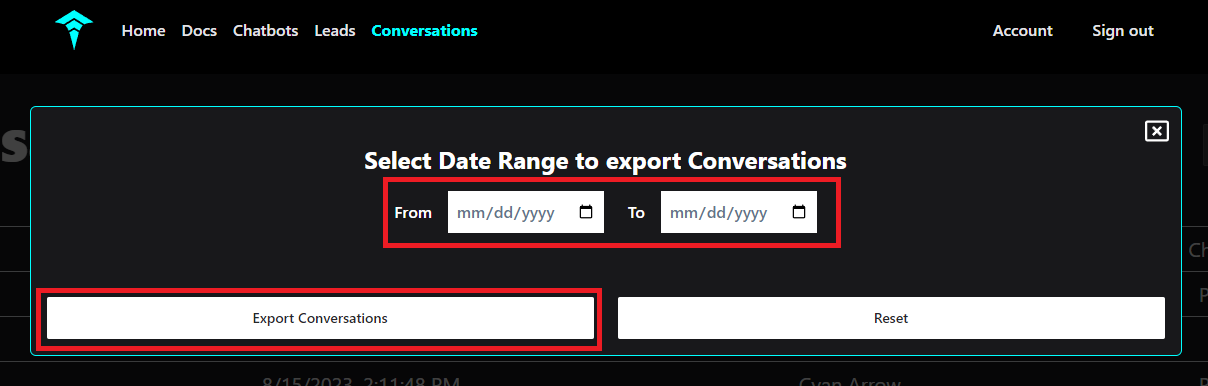 Home Docs Chatbots Leads Conversations Account Sign out
s
Select Date Range to export Conversations
From mm/dd/yyyy To mm/dd/yyyy
Ch
P
Export Conversations Reset
8/15/2023, 2:11:48 PM Cyan Arrow P